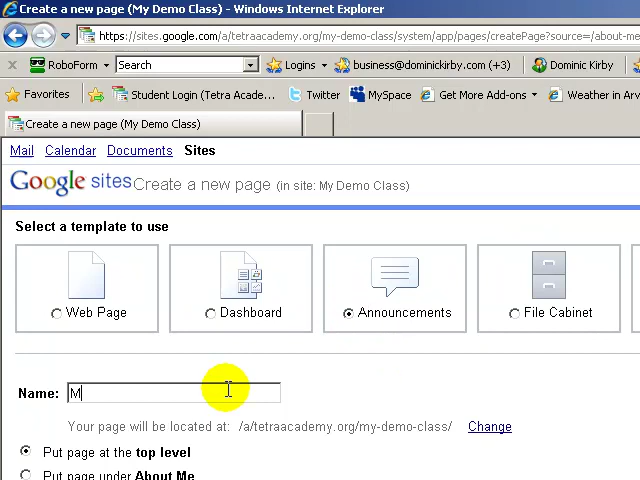 Create a new page (My Demo Class) - Windows Internet Explorer
https://sites.google.com/a/tetraacademy.org/my-demo-class/system/app/pages/createPage?source=/about-me
RoboForm Search Logins business@dominickirby.com (+3) Dominic Kirby
Favorites Student Login (Tetra Acade... Twitter MySpace Get More Add-ons Weather in Arv
Create a new page (My Demo Class)
Mail Calendar Documents Sites
Google sites Create a new page (in site: My Demo Class)
Select a template to use
Web Page Dashboard Announcements File Cabinet
Name: M
Your page will be located at: /a/tetraacademy.org/my-demo-class/ Change
Put page at the top level
Put page under About Me